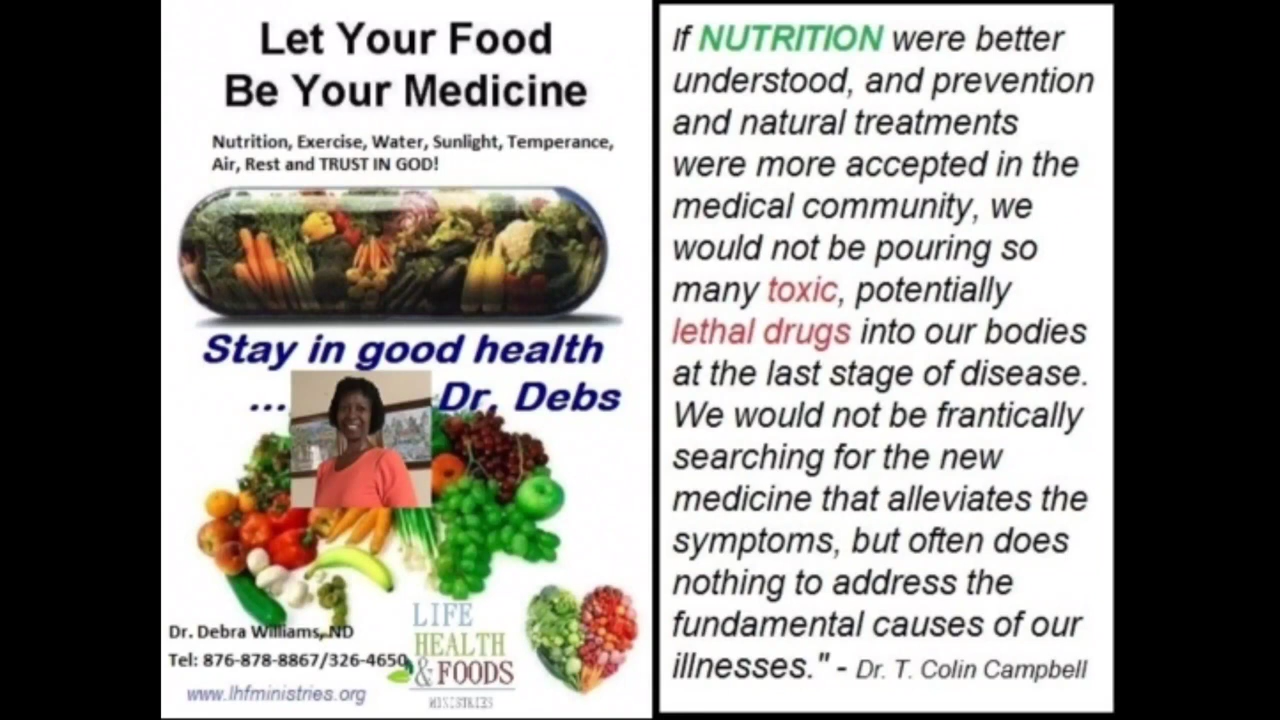 Let Your Food
Be Your Medicine
Nutrition, Exercise, Water, Sunlight, Temperance,
Air, Rest and TRUST IN GOD!
Stay in good health
... Dr. Debs
Dr. Debra Williams, ND
Tel: 876-878-8867/326-4650
www.lhfministries.org
LIFE
HEALTH
& FOODS
MINISTRIES
If NUTRITION were better
understood, and prevention
and natural treatments
were more accepted in the
medical community, we
would not be pouring so
many toxic, potentially
lethal drugs into our bodies
at the last stage of disease.
We would not be frantically
searching for the new
medicine that alleviates the
symptoms, but often does
nothing to address the
fundamental causes of our
illnesses." - Dr. T. Colin Campbell